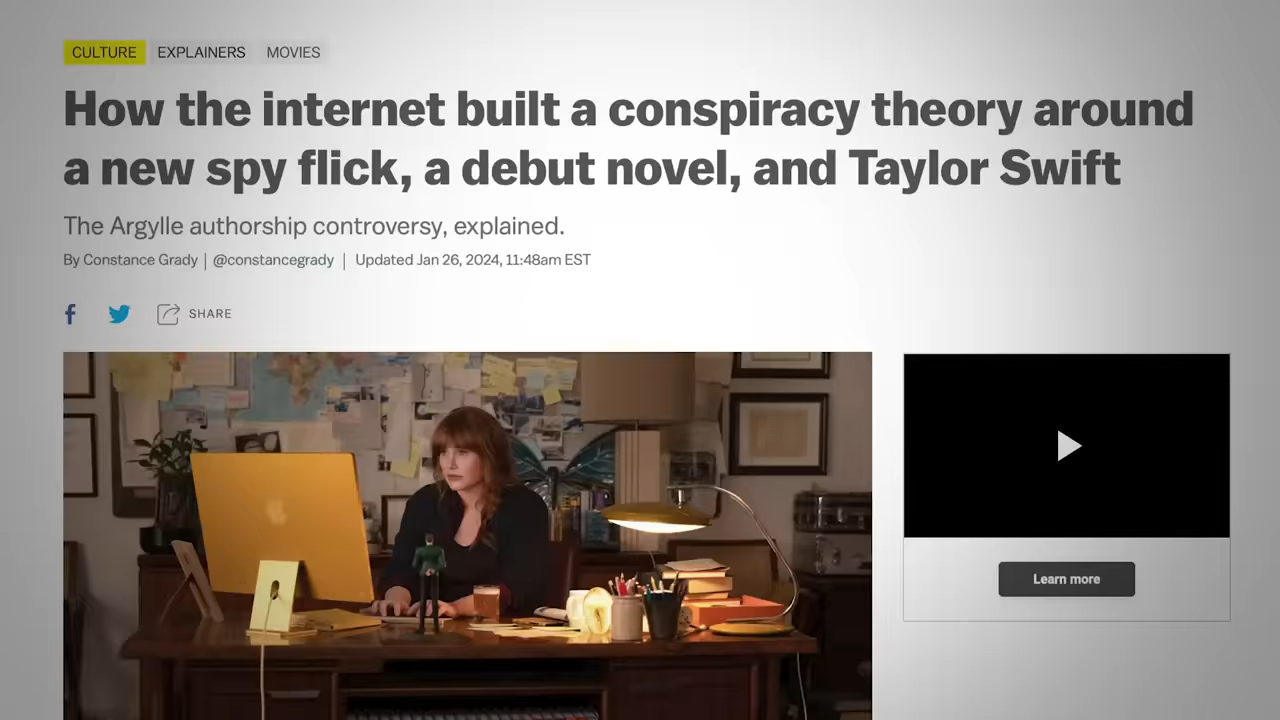 CULTURE EXPLAINERS MOVIES
How the internet built a conspiracy theory around
a new spy flick, a debut novel, and Taylor Swift
The Argylle authorship controversy, explained.
By Constance Grady | @constancegrady | Updated Jan 26, 2024, 11:48am EST
SHARE
Learn more